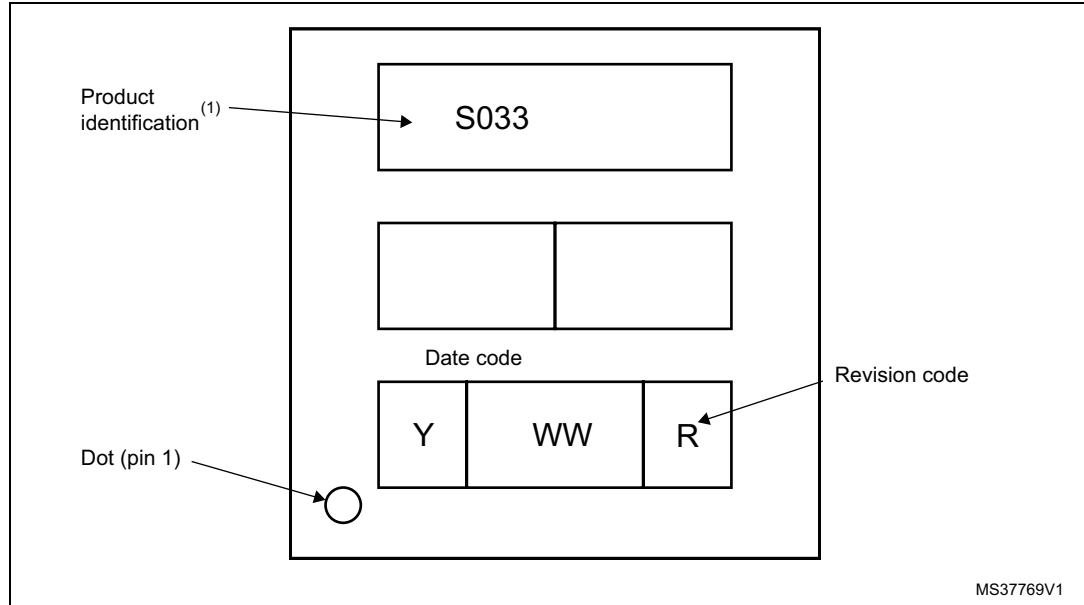 Product
identification(1)
S033
Date code
Revision code
Y WW R
Dot (pin 1)
MS37769V1